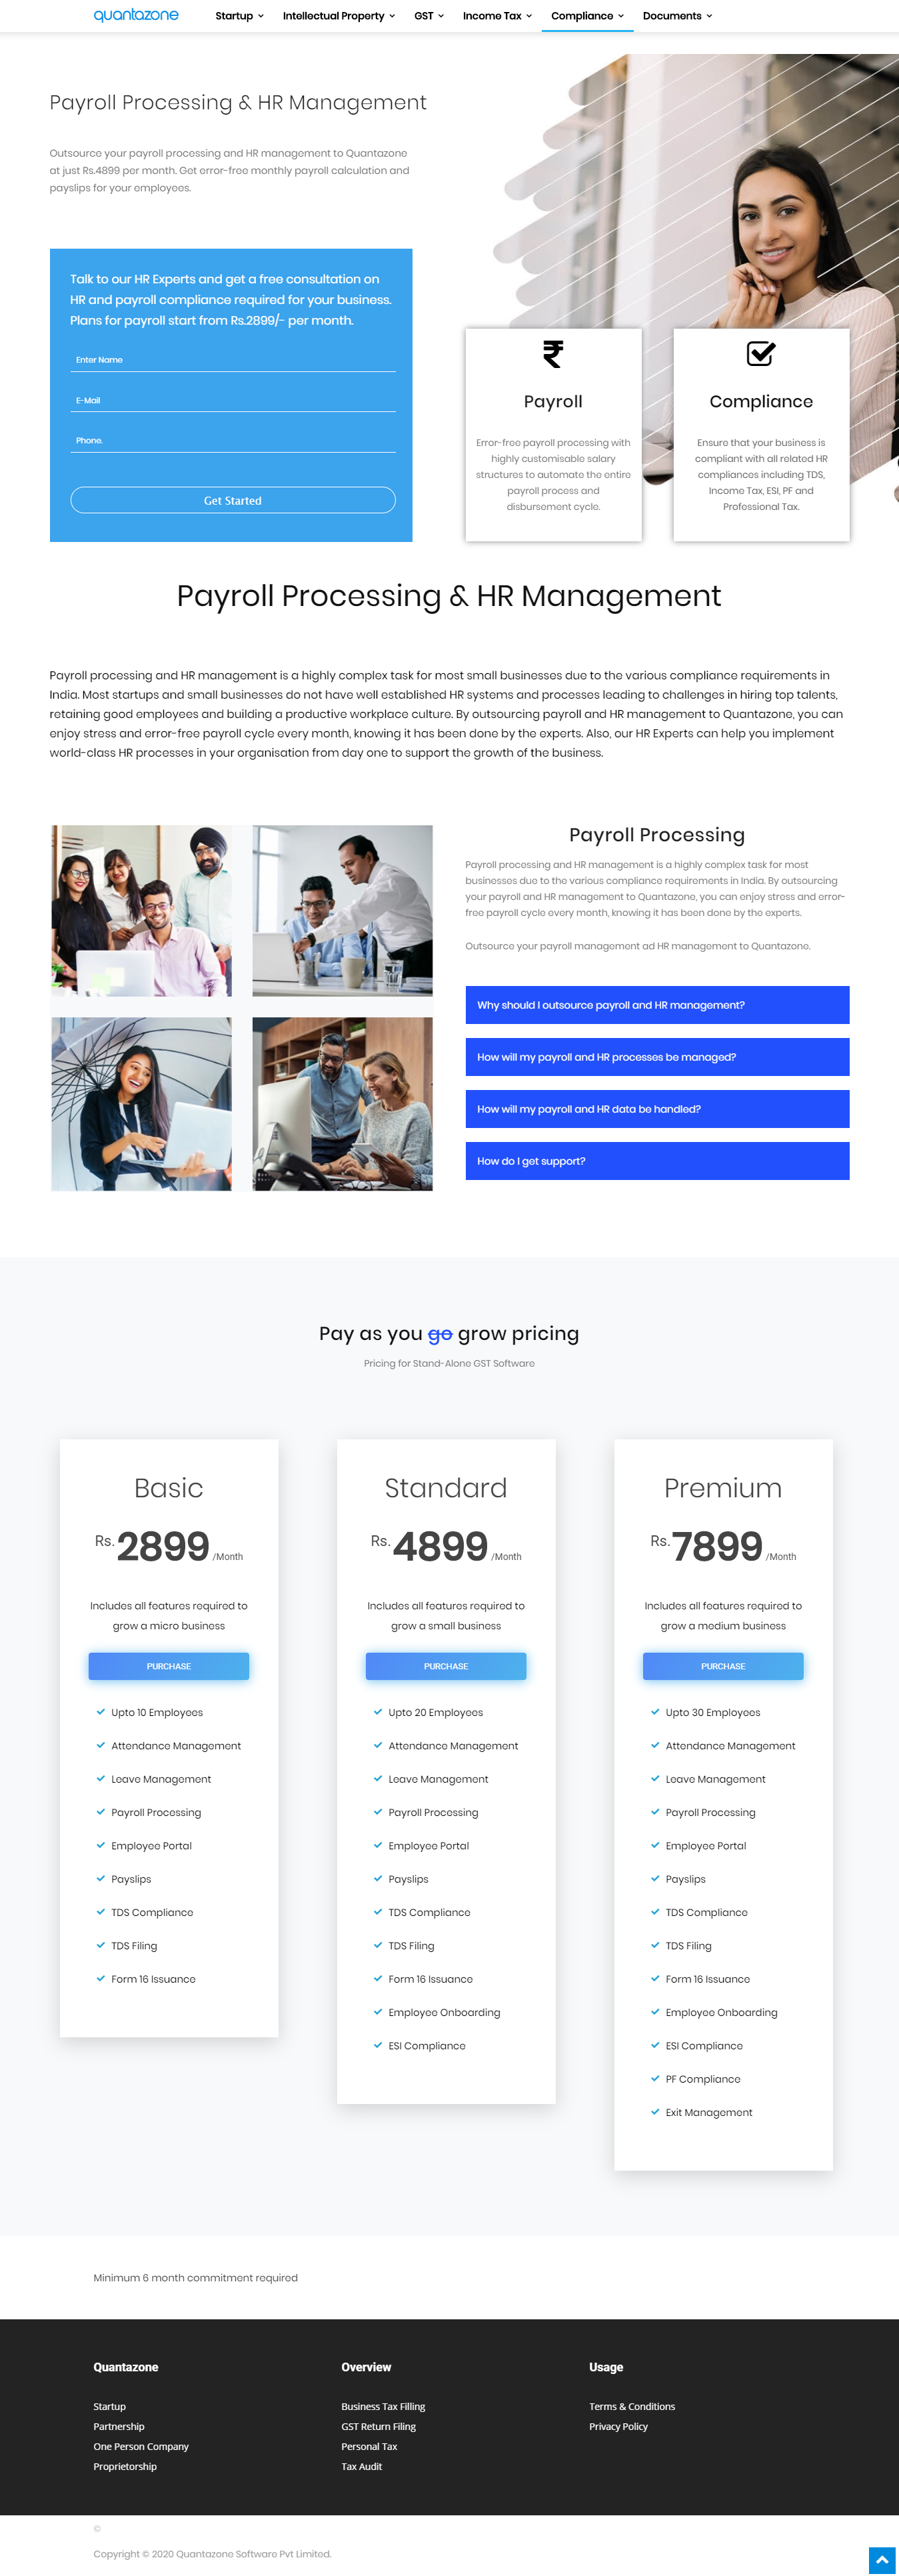 quantazone
Startup
Intellectual Property
GST
Income Tax
Compliance
Documents
Payroll Processing & HR Management
Outsource your payroll processing and HR management to Quantazone
at just Rs.4899 per month. Get error-free monthly payroll calculation and
payslips for your employees.
Talk to our HR Experts and get a free consultation on
HR and payroll compliance required for your business.
Plans for payroll start from Rs.2899/- per month.
Enter Name
E-Mail
Phone.
Get Started
Payroll
Error-free payroll processing with
highly customisable salary
structures to automate the entire
payroll process and
disbursement cycle.
Compliance
Ensure that your business is
compliant with all related HR
compliances including TDS,
Income Tax, ESI, PF and
Professional Tax.
Payroll Processing & HR Management
Payroll processing and HR management is a highly complex task for most small businesses due to the various compliance requirements in
India. Most startups and small businesses do not have well established HR systems and processes leading to challenges in hiring top talents,
retaining good employees and building a productive workplace culture. By outsourcing payroll and HR management to Quantazone, you can
enjoy stress and error-free payroll cycle every month, knowing it has been done by the experts. Also, our HR Experts can help you implement
world-class HR processes in your organisation from day one to support the growth of the business.
Payroll Processing
Payroll processing and HR management is a highly complex task for most
businesses due to the various compliance requirements in India. By outsourcing
your payroll and HR management to Quantazone, you can enjoy stress and error-
free payroll cycle every month, knowing it has been done by the experts.
Outsource your payroll management ad HR management to Quantazone.
Why should I outsource payroll and HR management?
How will my payroll and HR processes be managed?
How will my payroll and HR data be handled?
How do I get support?
Pay as you go grow pricing
Pricing for Stand-Alone GST Software
Basic
Rs. 2899 /Month
Includes all features required to
grow a micro business
PURCHASE
Upto 10 Employees
Attendance Management
Leave Management
Payroll Processing
Employee Portal
Payslips
TDS Compliance
TDS Filing
Form 16 Issuance
Standard
Rs. 4899 /Month
Includes all features required to
grow a small business
PURCHASE
Upto 20 Employees
Attendance Management
Leave Management
Payroll Processing
Employee Portal
Payslips
TDS Compliance
TDS Filing
Form 16 Issuance
Employee Onboarding
ESI Compliance
Premium
Rs. 7899 /Month
Includes all features required to
grow a medium business
PURCHASE
Upto 30 Employees
Attendance Management
Leave Management
Payroll Processing
Employee Portal
Payslips
TDS Compliance
TDS Filing
Form 16 Issuance
Employee Onboarding
ESI Compliance
PF Compliance
Exit Management
Minimum 6 month commitment required
Quantazone
Startup
Partnership
One Person Company
Proprietorship
Overview
Business Tax Filling
GST Return Filing
Personal Tax
Tax Audit
Usage
Terms & Conditions
Privacy Policy
©
Copyright © 2020 Quantazone Software Pvt Limited.